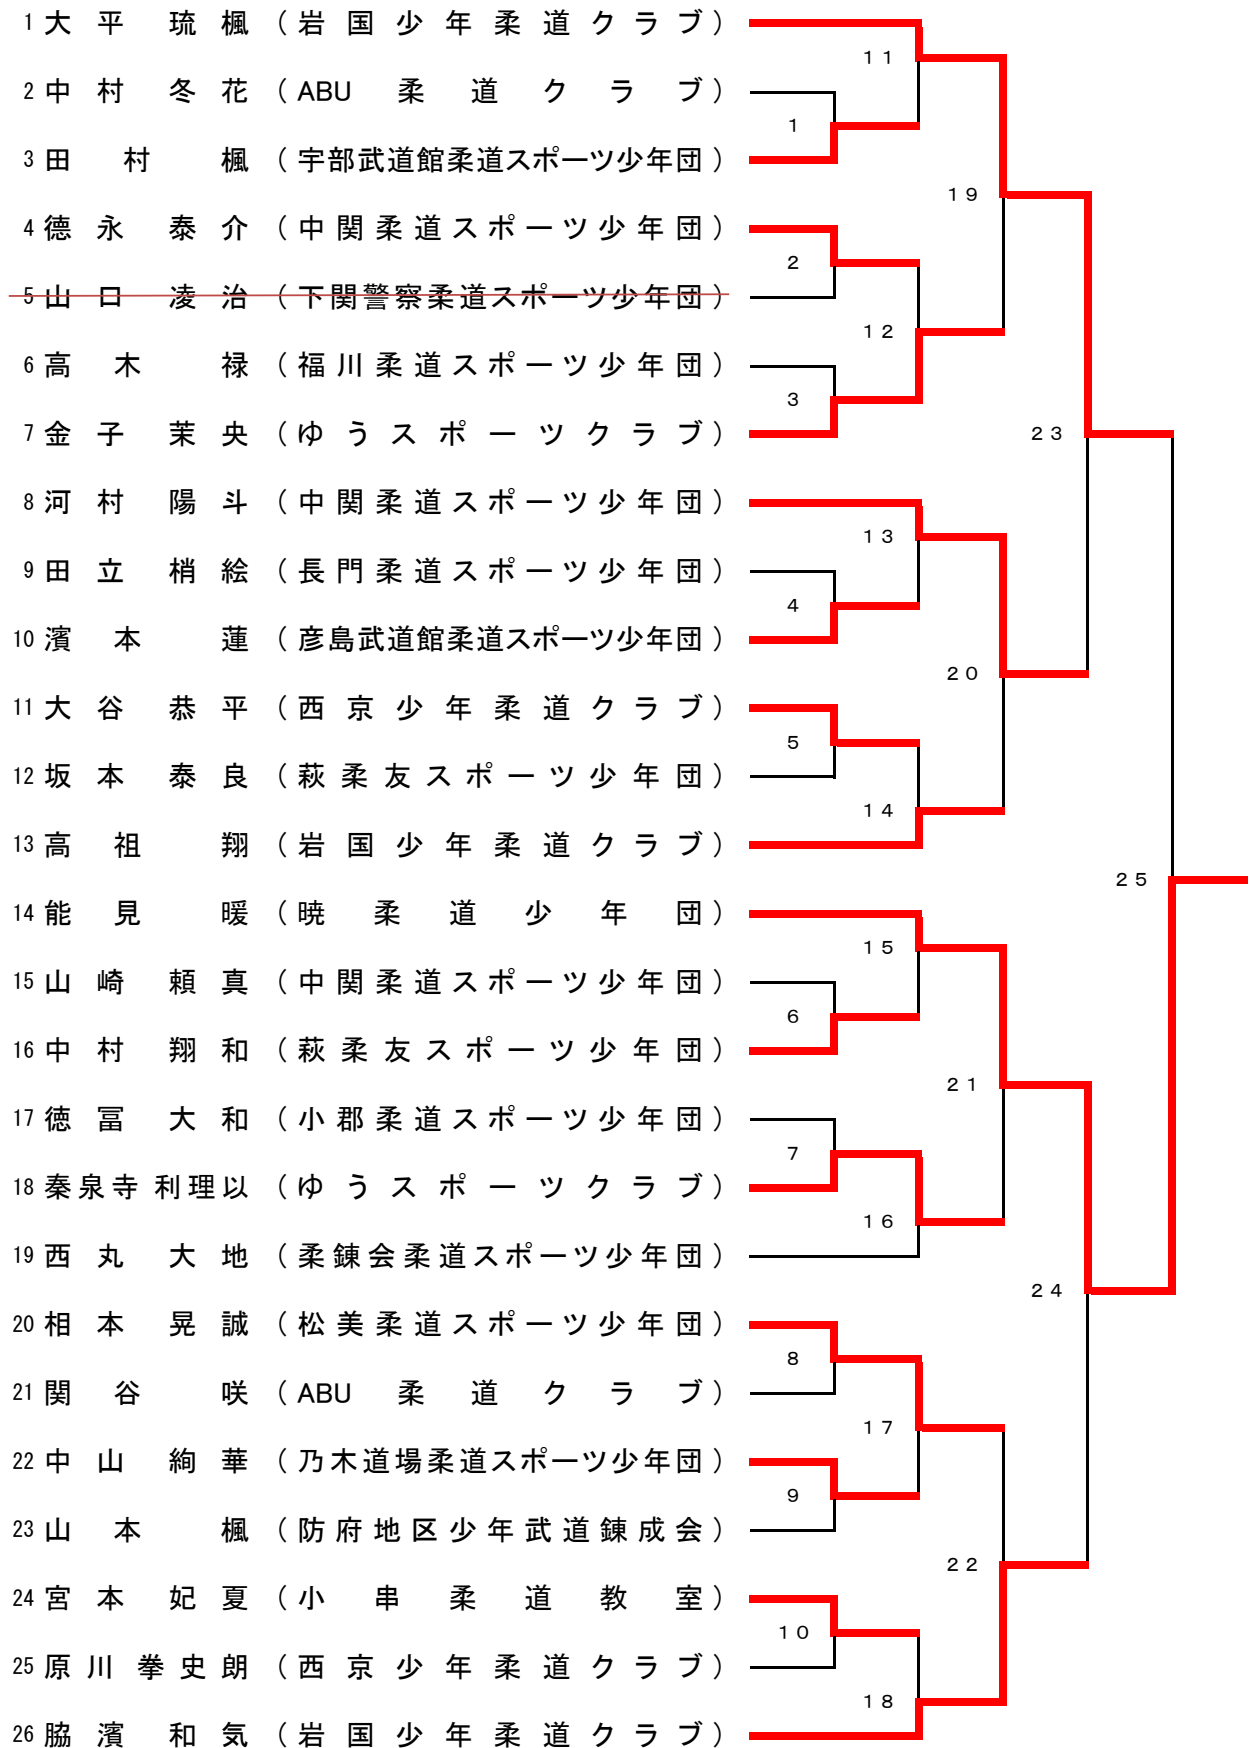 1 大平 琉楓 （岩国少年柔道クラブ）
11
2 中村 冬花 （ABU 柔道クラブ）
1
3 田村 楓 （宇部武道館柔道スポーツ少年団）
19
4 德永 泰介 （中関柔道スポーツ少年団）
2
5 山口 凌治 （下関警察柔道スポーツ少年団）
12
6 高木 禄 （福川柔道スポーツ少年団）
3
7 金子 茉央 （ゆうスポーツクラブ）
23
8 河村 陽斗 （中関柔道スポーツ少年団）
13
9 田立 梢絵 （長門柔道スポーツ少年団）
4
10 濱本 蓮 （彦島武道館柔道スポーツ少年団）
20
11 大谷 恭平 （西京少年柔道クラブ）
5
12 坂本 泰良 （萩柔友スポーツ少年団）
14
13 高祖 翔 （岩国少年柔道クラブ）
25
14 能見 暖 （暁柔道少年団）
15
15 山崎 頼真 （中関柔道スポーツ少年団）
6
16 中村 翔和 （萩柔友スポーツ少年団）
21
17 徳冨 大和 （小郡柔道スポーツ少年団）
7
18 秦泉寺 利理以 （ゆうスポーツクラブ）
16
19 西丸 大地 （柔錬会柔道スポーツ少年団）
24
20 相本 晃誠 （松美柔道スポーツ少年団）
8
21 関谷 咲 （ABU 柔道クラブ）
17
22 中山 絢華 （乃木道場柔道スポーツ少年団）
9
23 山本 楓 （防府地区少年武道錬成会）
22
24 宮本 妃夏 （小串柔道教室）
10
25 原川 拳史朗 （西京少年柔道クラブ）
18
26 脇濱 和気 （岩国少年柔道クラブ）